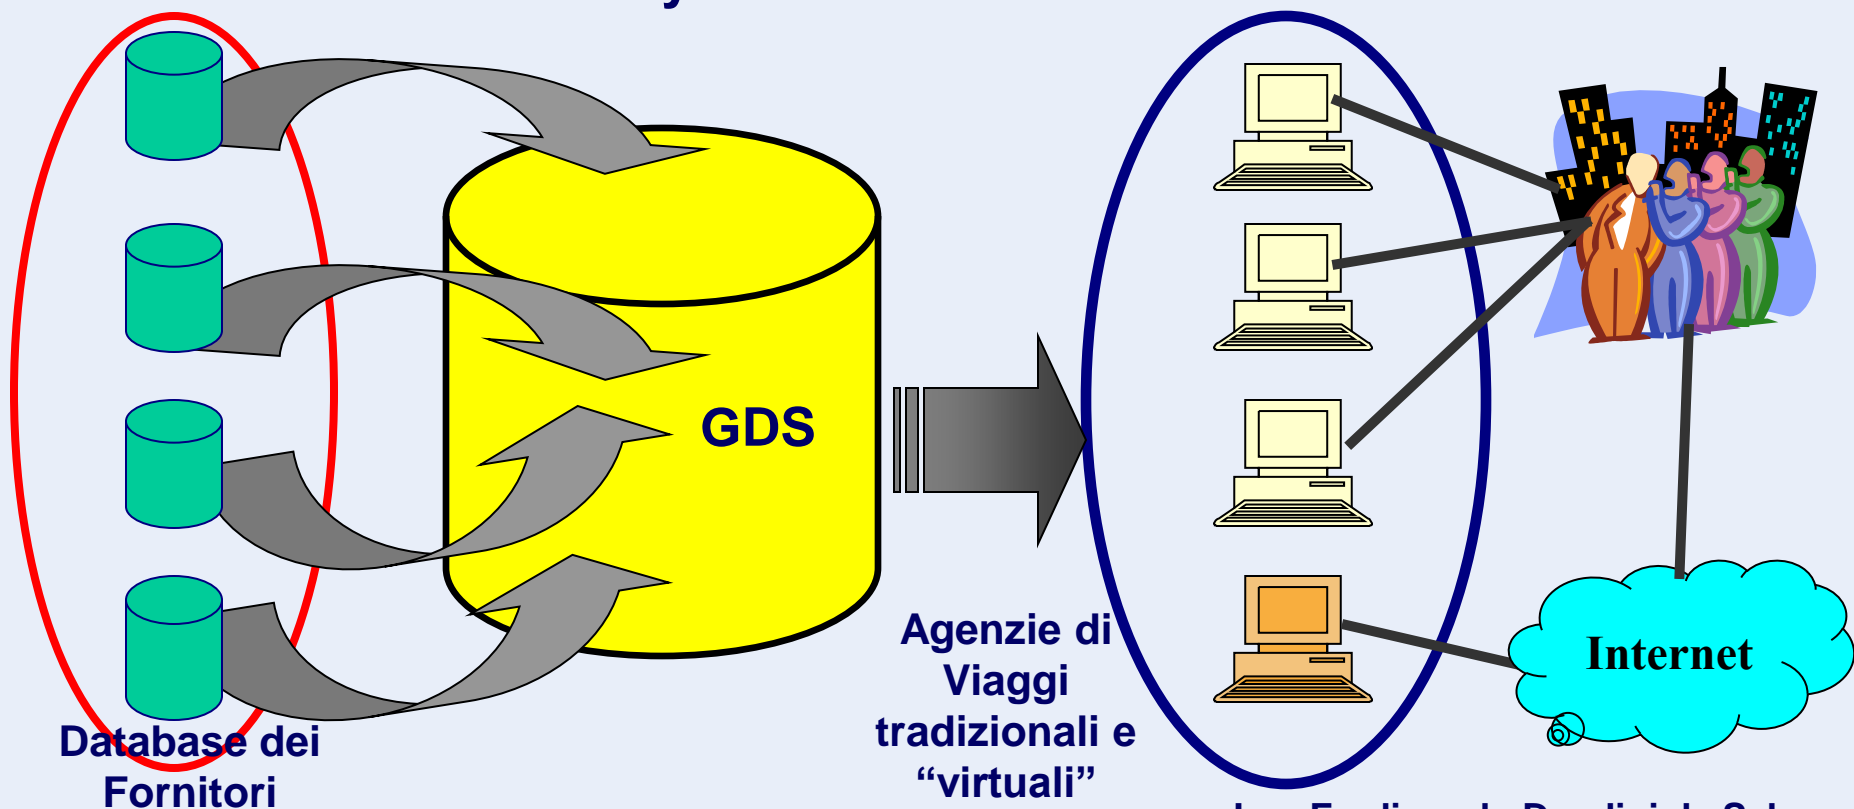 GDS
Agenzie di
Viaggi
tradizionali e
“virtuali”
Internet
Database dei
Fornitori